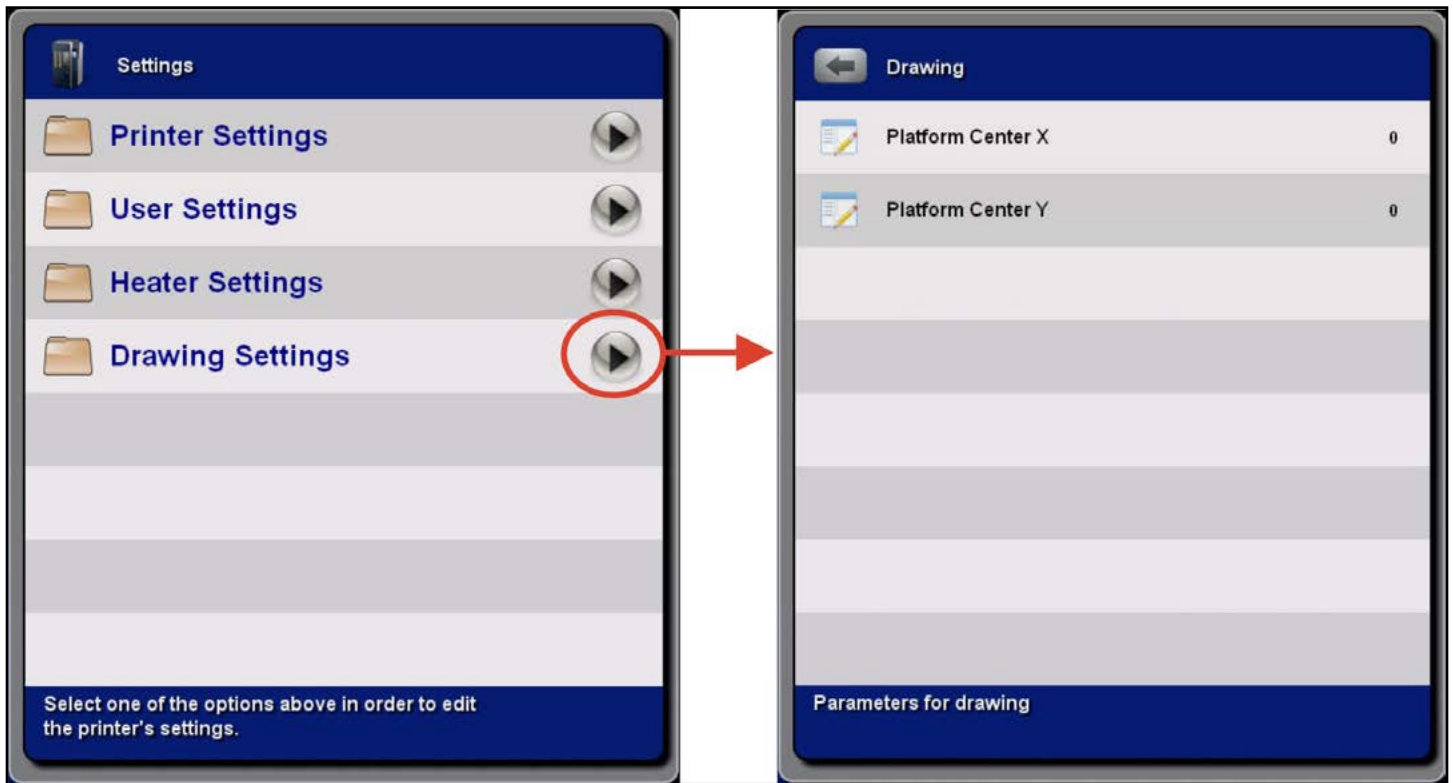 Settings
Printer Settings
User Settings
Heater Settings
Drawing Settings
Select one of the options above in order to edit
the printer's settings.
Drawing
Platform Center X 0
Platform Center Y 0
Parameters for drawing